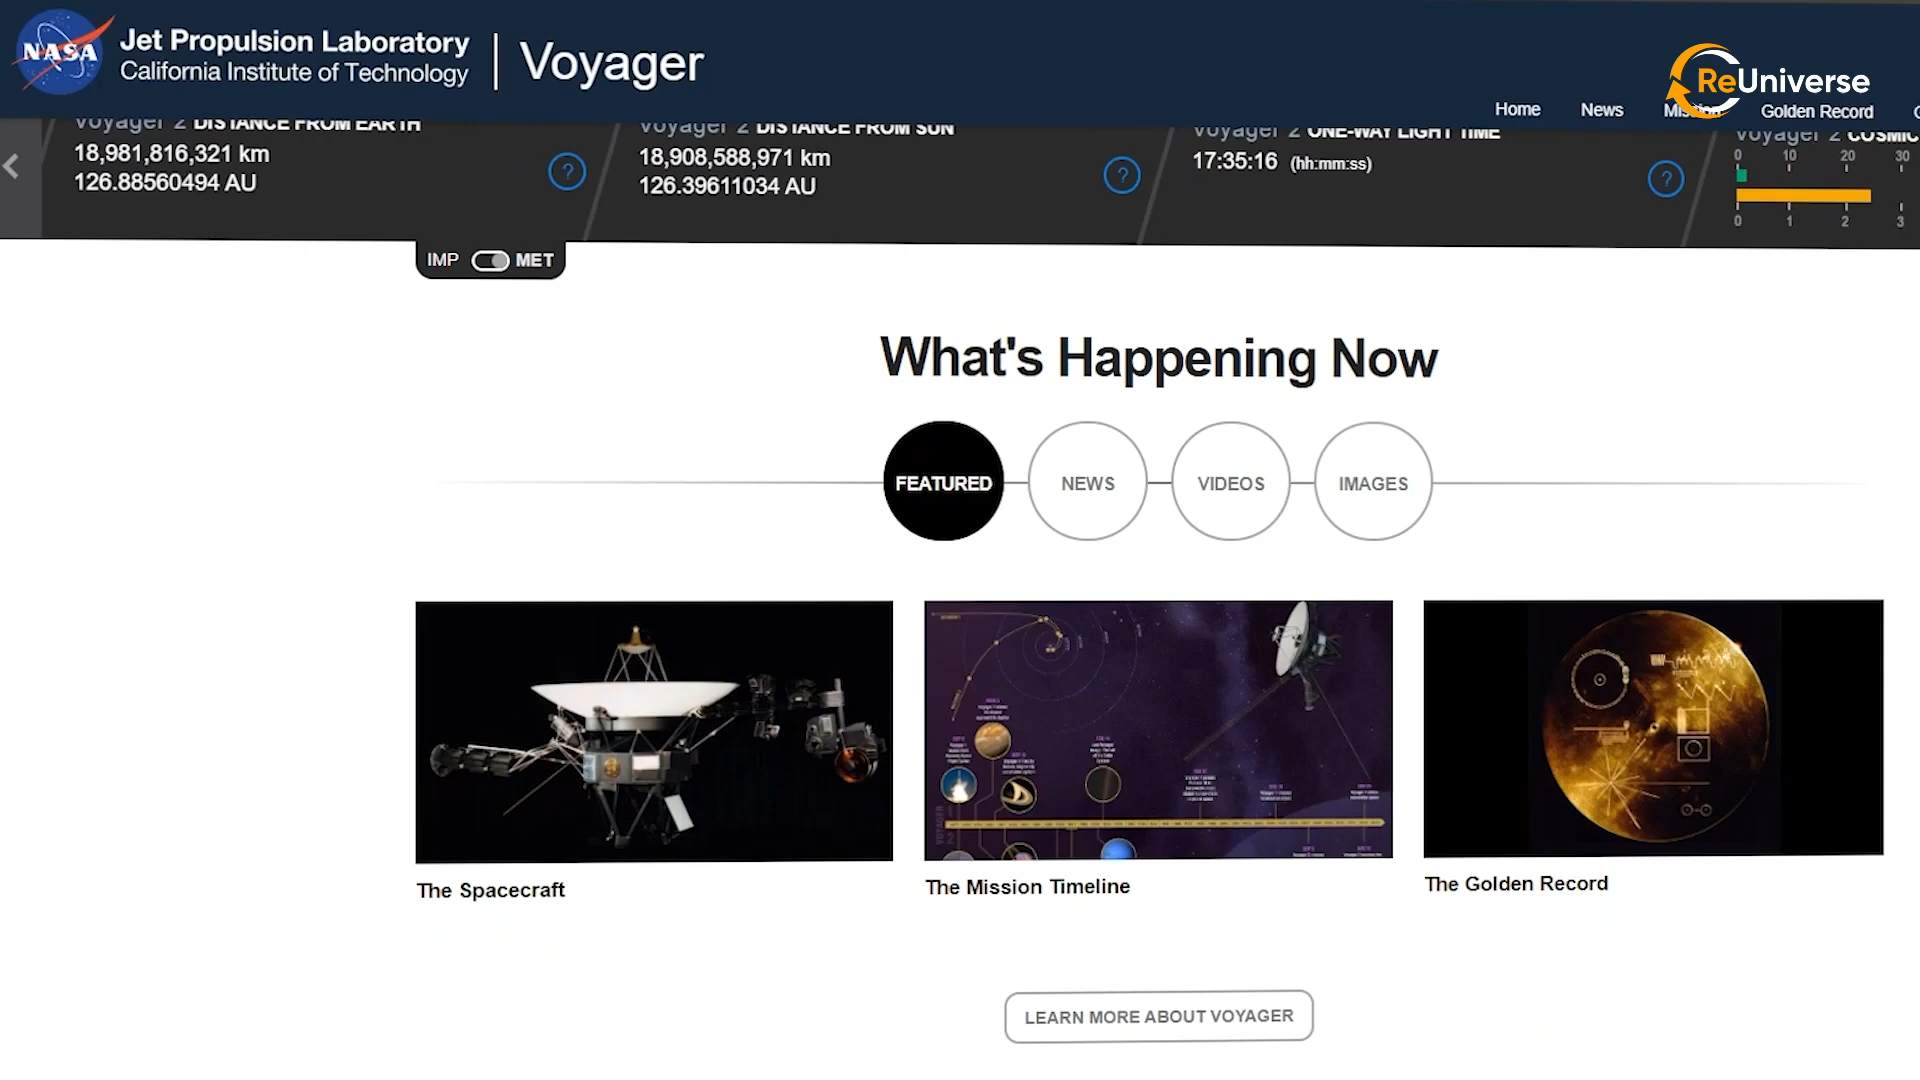 NASA
Jet Propulsion Laboratory
California Institute of Technology
Voyager
ReUniverse
Home
News
Mission
Golden Record
Voyager 2 DISTANCE FROM EARTH
18,981,816,321 km
126.88560494 AU
?
Voyager 2 DISTANCE FROM SUN
18,908,588,971 km
126.39611034 AU
?
Voyager 2 ONE-WAY LIGHT TIME
17:35:16 (hh:mm:ss)
?
Voyager 2 COSMIC
0 10 20 30
0 1 2 3
IMP
MET
What's Happening Now
FEATURED
NEWS
VIDEOS
IMAGES
The Spacecraft
The Mission Timeline
The Golden Record
LEARN MORE ABOUT VOYAGER